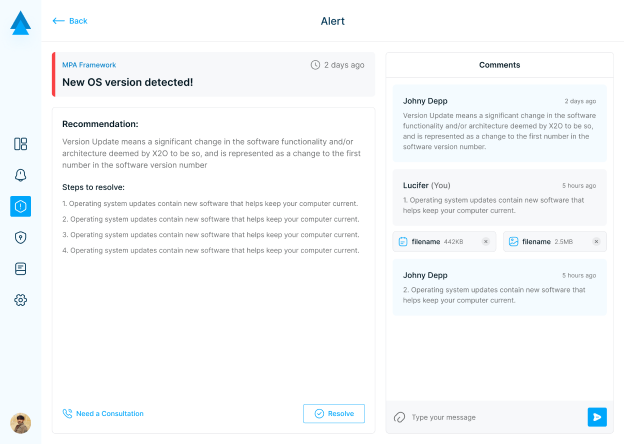 Back
Alert
MPA Framework
2 days ago
New OS version detected!
Recommendation:
Version Update means a significant change in the software functionality and/or
architecture deemed by X2O to be so, and is represented as a change to the first
number in the software version number
Steps to resolve:
1. Operating system updates contain new software that helps keep your computer current.
2. Operating system updates contain new software that helps keep your computer current.
3. Operating system updates contain new software that helps keep your computer current.
4. Operating system updates contain new software that helps keep your computer current.
Need a Consultation
Resolve
Comments
Johny Depp
2 days ago
Version Update means a significant change in the software
functionality and/or architecture deemed by X2O to be so,
and is represented as a change to the first number in the
software version number.
Lucifer (You)
5 hours ago
1. Operating system updates contain new software that
helps keep your computer current.
filename 442KB
filename 2.5MB
Johny Depp
5 hours ago
2. Operating system updates contain new software that
helps keep your computer current.
Type your message